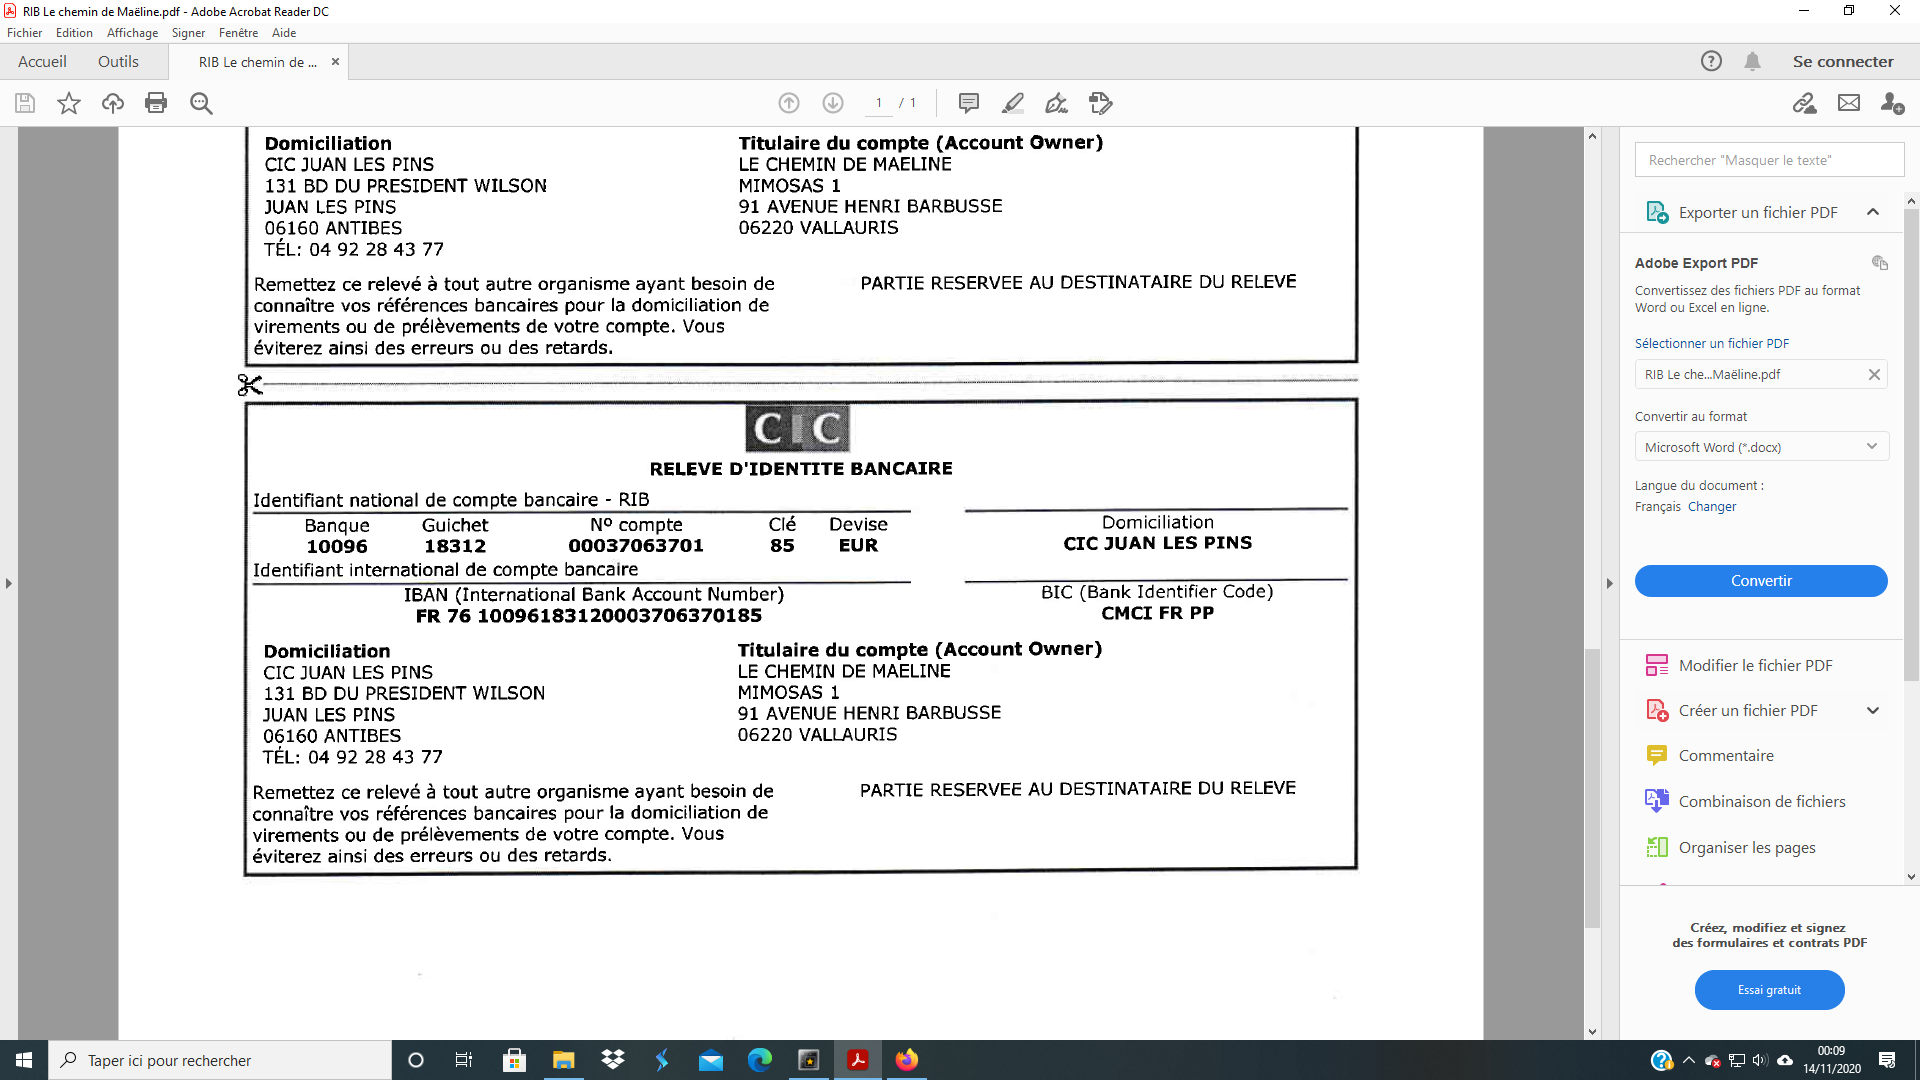 RIB Le chemin de Maëline.pdf - Adobe Acrobat Reader DC
Fichier Edition Affichage Signer Fenêtre Aide
Accueil Outils RIB Le chemin de ... × Se connecter
1 / 1
Domiciliation
CIC JUAN LES PINS
131 BD DU PRESIDENT WILSON
JUAN LES PINS
06160 ANTIBES
TÉL: 04 92 28 43 77
Titulaire du compte (Account Owner)
LE CHEMIN DE MAELINE
MIMOSAS 1
91 AVENUE HENRI BARBUSSE
06220 VALLAURIS
Remettez ce relevé à tout autre organisme ayant besoin de
connaître vos références bancaires pour la domiciliation de
virements ou de prélèvements de votre compte. Vous
éviterez ainsi des erreurs ou des retards.
PARTIE RESERVEE AU DESTINATAIRE DU RELEVE
CIC
RELEVE D'IDENTITE BANCAIRE
Identifiant national de compte bancaire - RIB
Banque Guichet Nº compte Clé Devise
10096 18312 00037063701 85 EUR
Domiciliation
CIC JUAN LES PINS
Identifiant international de compte bancaire
IBAN (International Bank Account Number)
FR 76 10096183120003706370185
BIC (Bank Identifier Code)
CMCI FR PP
Domiciliation
CIC JUAN LES PINS
131 BD DU PRESIDENT WILSON
JUAN LES PINS
06160 ANTIBES
TÉL: 04 92 28 43 77
Titulaire du compte (Account Owner)
LE CHEMIN DE MAELINE
MIMOSAS 1
91 AVENUE HENRI BARBUSSE
06220 VALLAURIS
Remettez ce relevé à tout autre organisme ayant besoin de
connaître vos références bancaires pour la domiciliation de
virements ou de prélèvements de votre compte. Vous
éviterez ainsi des erreurs ou des retards.
PARTIE RESERVEE AU DESTINATAIRE DU RELEVE
Rechercher "Masquer le texte"
Exporter un fichier PDF
Adobe Export PDF
Convertissez des fichiers PDF au format
Word ou Excel en ligne.
Sélectionner un fichier PDF
RIB Le che...Maëline.pdf
Convertir au format
Microsoft Word (*.docx)
Langue du document :
Français Changer
Convertir
Modifier le fichier PDF
Créer un fichier PDF
Commentaire
Combinaison de fichiers
Organiser les pages
Créez, modifiez et signez
des formulaires et contrats PDF
Essai gratuit
Taper ici pour rechercher
00:09
14/11/2020